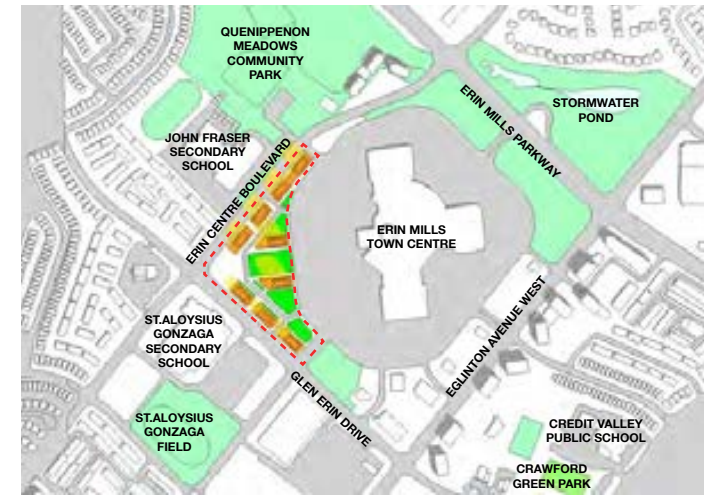 QUENIPPENON
MEADOWS
COMMUNITY
PARK
STORMWATER
POND
ERIN MILLS PARKWAY
JOHN FRASER
SECONDARY
SCHOOL
ERIN CENTRE BOULEVARD
ERIN MILLS
TOWN CENTRE
ST.ALOYSIUS
GONZAGA
SECONDARY
SCHOOL
EGLINTON AVENUE WEST
GLEN ERIN DRIVE
ST.ALOYSIUS
GONZAGA
FIELD
CREDIT VALLEY
PUBLIC SCHOOL
CRAWFORD
GREEN PARK